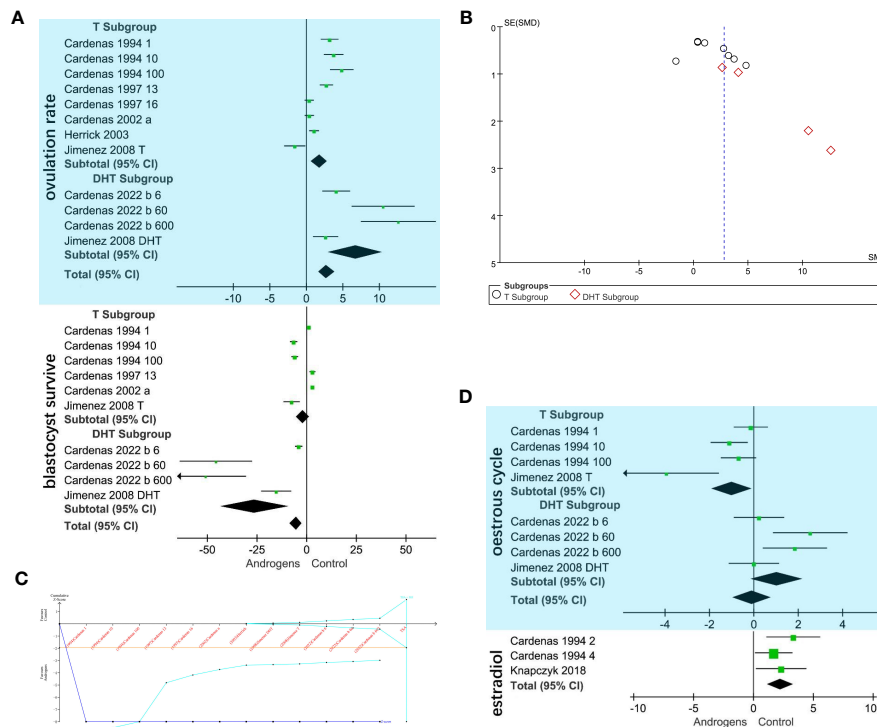 A
ovulation rate
T Subgroup
Cardenas 1994 1
Cardenas 1994 10
Cardenas 1994 100
Cardenas 1997 13
Cardenas 1997 16
Cardenas 2002 a
Herrick 2003
Jimenez 2008 T
Subtotal (95% CI)
DHT Subgroup
Cardenas 2022 b 6
Cardenas 2022 b 60
Cardenas 2022 b 600
Jimenez 2008 DHT
Subtotal (95% CI)
Total (95% CI)
-10 -5 0 5 10
blastocyst survive
T Subgroup
Cardenas 1994 1
Cardenas 1994 10
Cardenas 1994 100
Cardenas 1997 13
Cardenas 2002 a
Jimenez 2008 T
Subtotal (95% CI)
DHT Subgroup
Cardenas 2022 b 6
Cardenas 2022 b 60
Cardenas 2022 b 600
Jimenez 2008 DHT
Subtotal (95% CI)
Total (95% CI)
-50 -25 0 25 50
Androgens Control
B
SE(SMD)
0
1
2
3
4
5
-10 -5 0 5 10
SM
Subgroups
T Subgroup DHT Subgroup
C
Cumulative
Z-Score
Favours
Control
Favours
Androgens
D
oestrous cycle
T Subgroup
Cardenas 1994 1
Cardenas 1994 10
Cardenas 1994 100
Jimenez 2008 T
Subtotal (95% CI)
DHT Subgroup
Cardenas 2022 b 6
Cardenas 2022 b 60
Cardenas 2022 b 600
Jimenez 2008 DHT
Subtotal (95% CI)
Total (95% CI)
-4 -2 0 2 4
estradiol
Cardenas 1994 2
Cardenas 1994 4
Knapczyk 2018
Total (95% CI)
-10 -5 0 5 10
Androgens Control